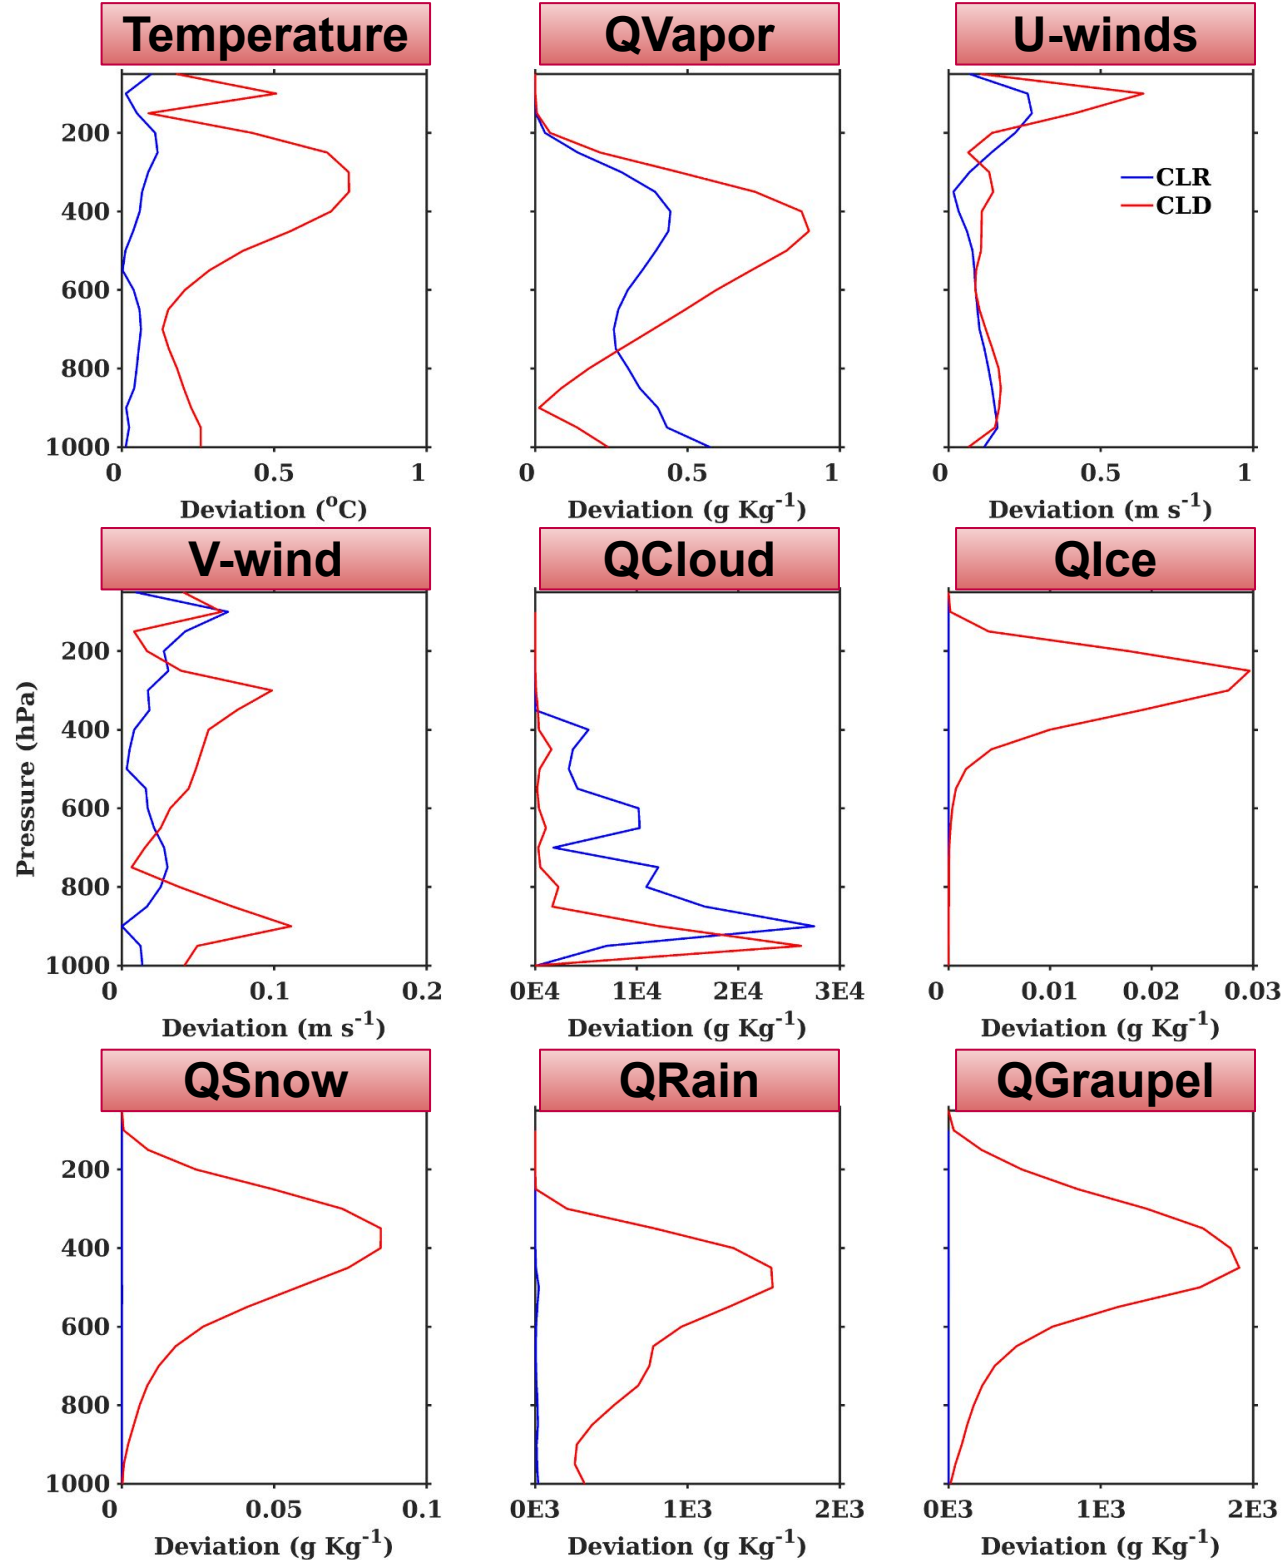 Temperature
QVapor
U-winds
200
400
600
800
1000
0 0.5 1
0 0.5 1
0 0.5 1
CLR
CLD
Deviation (°C)
Deviation (g Kg⁻¹)
Deviation (m s⁻¹)
V-wind
QCloud
QIce
Pressure (hPa)
200
400
600
800
1000
0 0.1 0.2
0E4 1E4 2E4 3E4
0 0.01 0.02 0.03
Deviation (m s⁻¹)
Deviation (g Kg⁻¹)
Deviation (g Kg⁻¹)
QSnow
QRain
QGraupel
200
400
600
800
1000
0 0.05 0.1
0E3 1E3 2E3
0E3 1E3 2E3
Deviation (g Kg⁻¹)
Deviation (g Kg⁻¹)
Deviation (g Kg⁻¹)